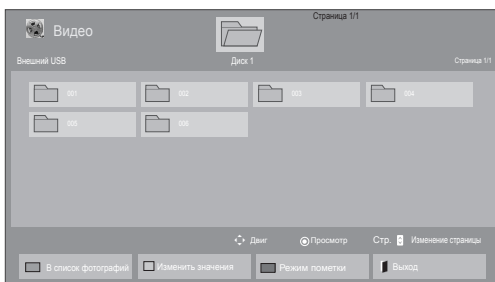 Страница 1/1
Видео
Внешний USB
Диск 1
Страница 1/1
001 002 003 004
005 006
Двиг Просмотр Стр. Изменение страницы
В список фотографий Изменить значения Режим пометки Выход